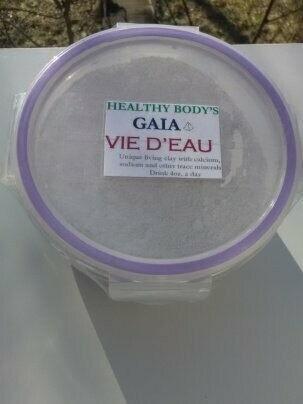 HEALTHY BODY'S
GAIA
VIE D'EAU
Unique living clay with calcium,
sodium and other trace minerals
Drink 4oz. a day